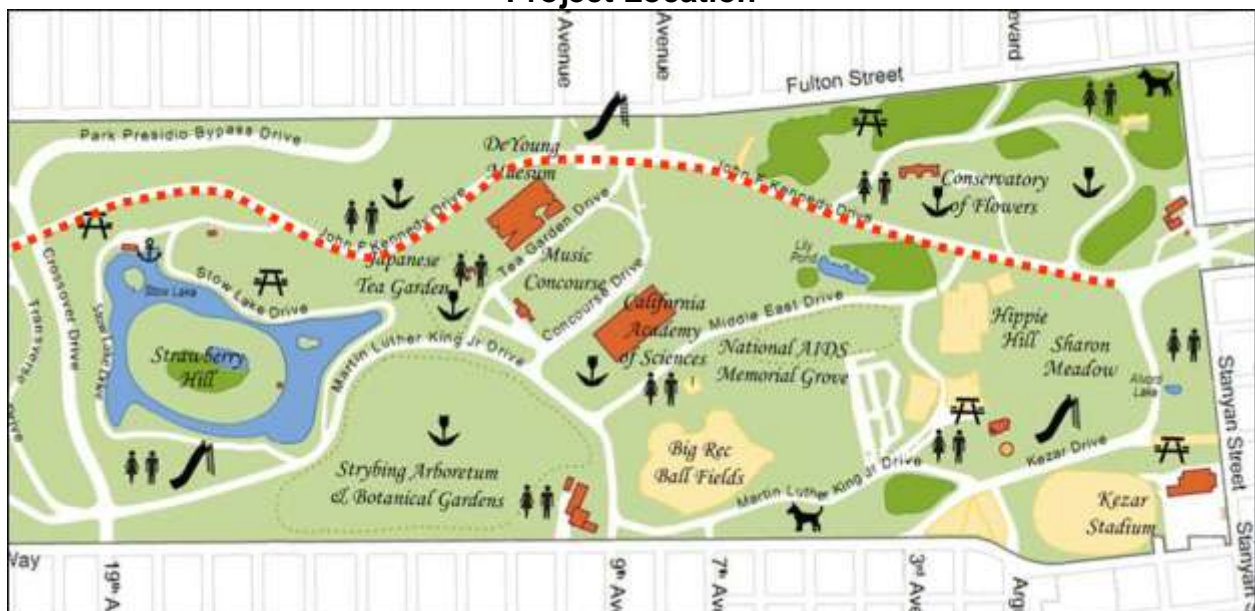 Project Location
Avenue
Avenue
evard
Fulton Street
Park Presidio Bypass Drive
DeYoung
Muesum
John F Kennedy Drive
Conservatory
of Flowers
John F Kennedy Drive
Japanese
Tea Garden
Tea Garden Drive
Music
Concourse
Concourse Drive
Lily
Pond
Crossover Drive
Transverse
Drive
Stow Lake
Stow Lake Drive
Stow Lake
Strawberry
Hill
Martin Luther King Jr Drive
California
Academy
of Sciences
Middle East Drive
National AIDS
Memorial Grove
Hippie
Hill
Sharon
Meadow
Alvord
Lake
Stanyan Street
Strybing Arboretum
& Botanical Gardens
Big Rec
Ball Fields
Martin Luther King Jr Drive
Kezar Drive
Kezar
Stadium
Way
19th A
9th Av
7th Av
3rd Ave
Arg
Stanyan S